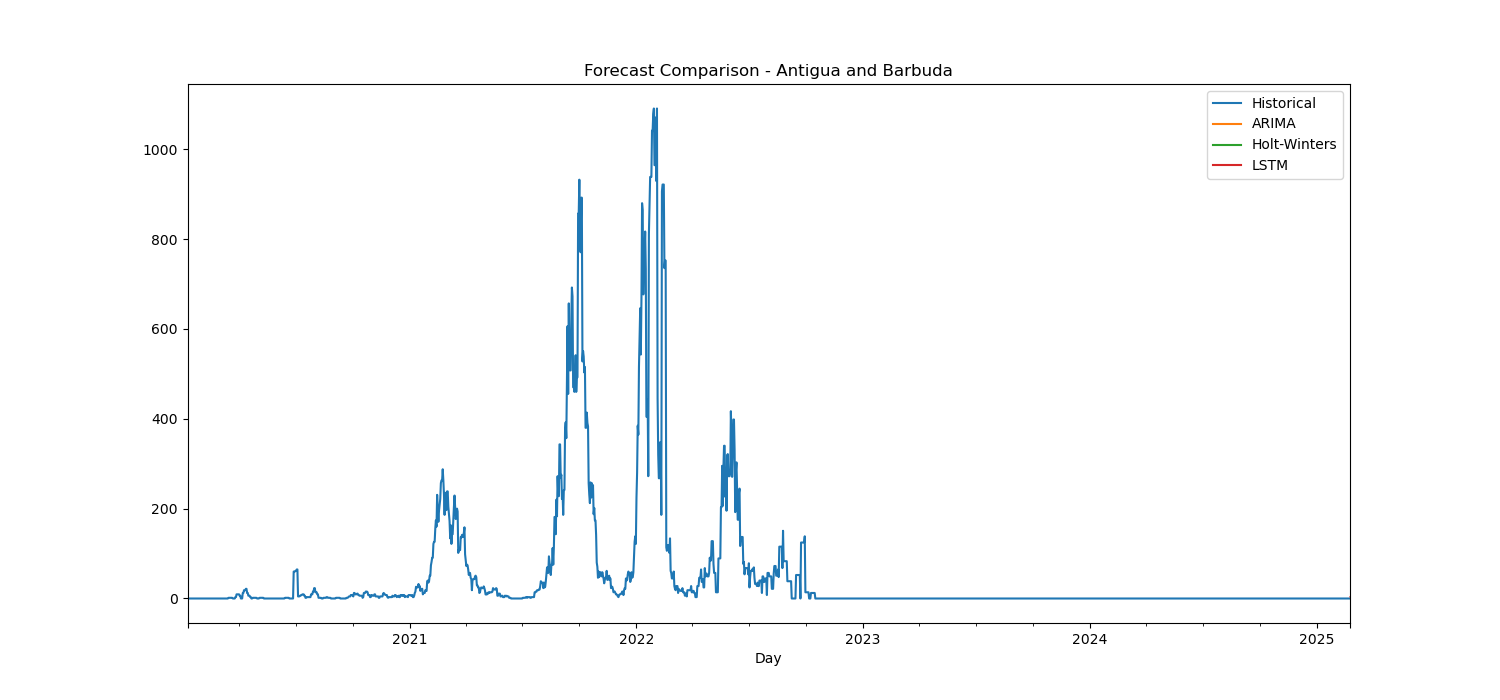 Forecast Comparison - Antigua and Barbuda
Historical
ARIMA
Holt-Winters
LSTM
1000
800
600
400
200
0
2021
2022
2023
2024
2025
Day